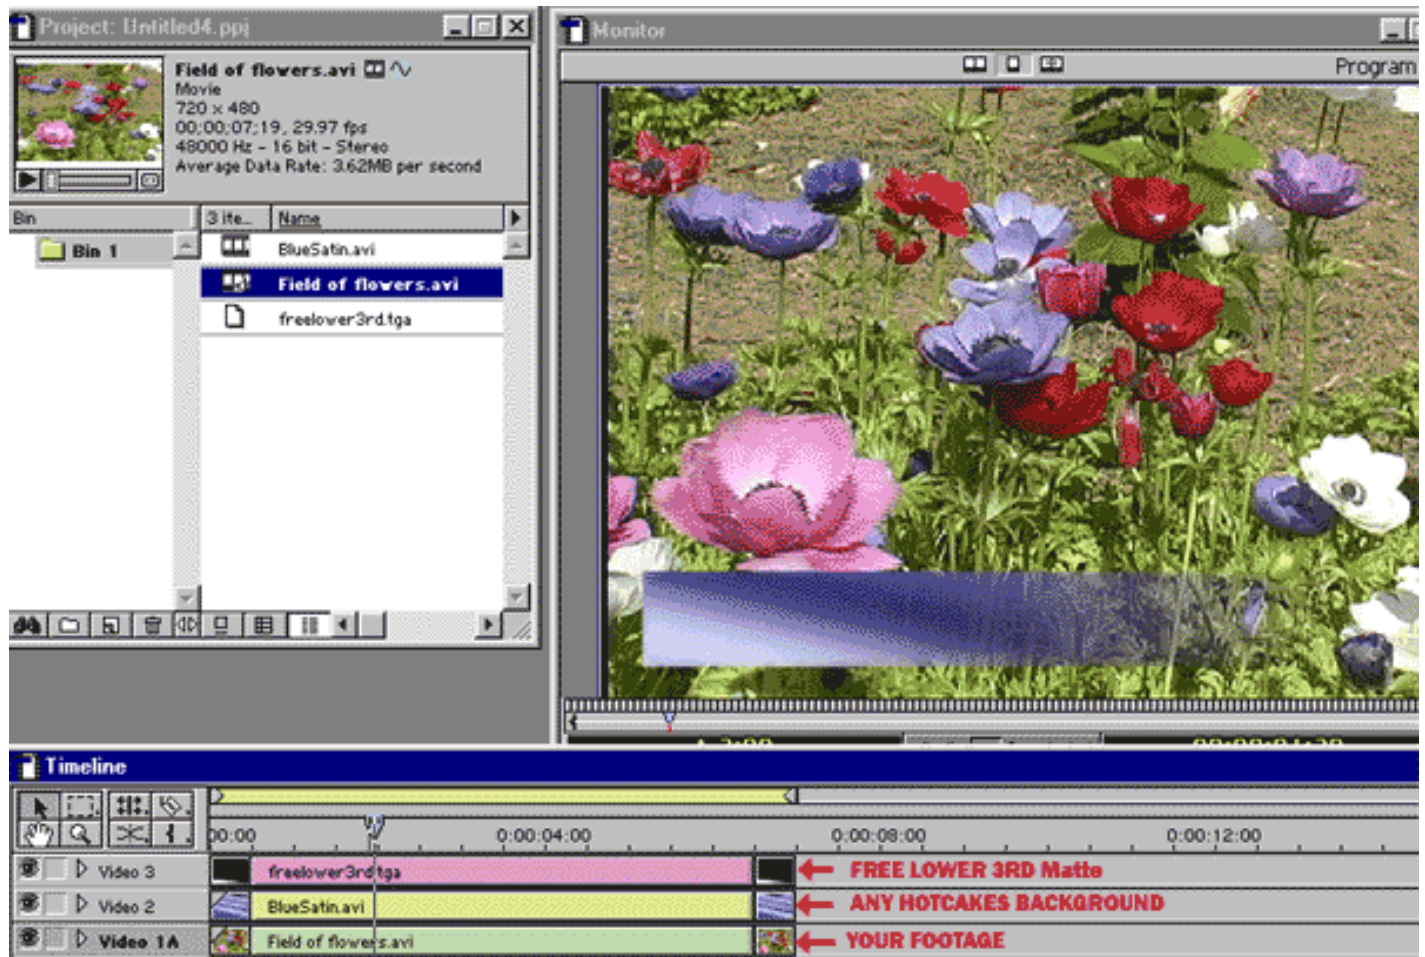 Project: Untitled4.ppj
Field of flowers.avi
Movie
720 x 480
00;00;07;19, 29.97 fps
48000 Hz - 16 bit - Stereo
Average Data Rate: 3.62MB per second
Bin
3 ite...
Name
Bin 1
BlueSatin.avi
Field of flowers.avi
freelower3rd.tga
Monitor
Program
Timeline
00:00
0:00:04:00
0:00:08:00
0:00:12:00
Video 3
freelower3rd.tga
FREE LOWER 3RD Matte
Video 2
BlueSatin.avi
ANY HOTCAKES BACKGROUND
Video 1A
Field of flowers.avi
YOUR FOOTAGE